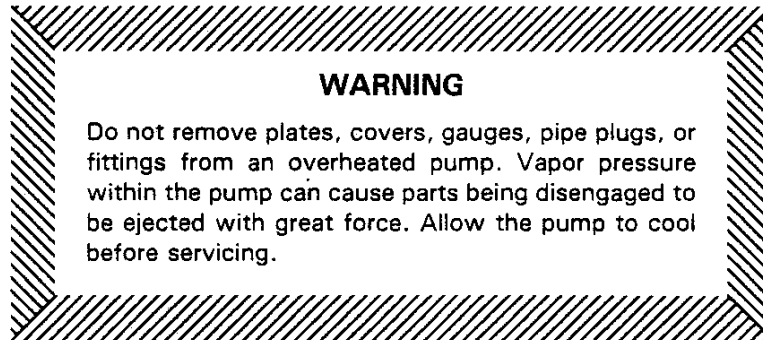 WARNING
Do not remove plates, covers, gauges, pipe plugs, or
fittings from an overheated pump. Vapor pressure
within the pump can cause parts being disengaged to
be ejected with great force. Allow the pump to cool
before servicing.